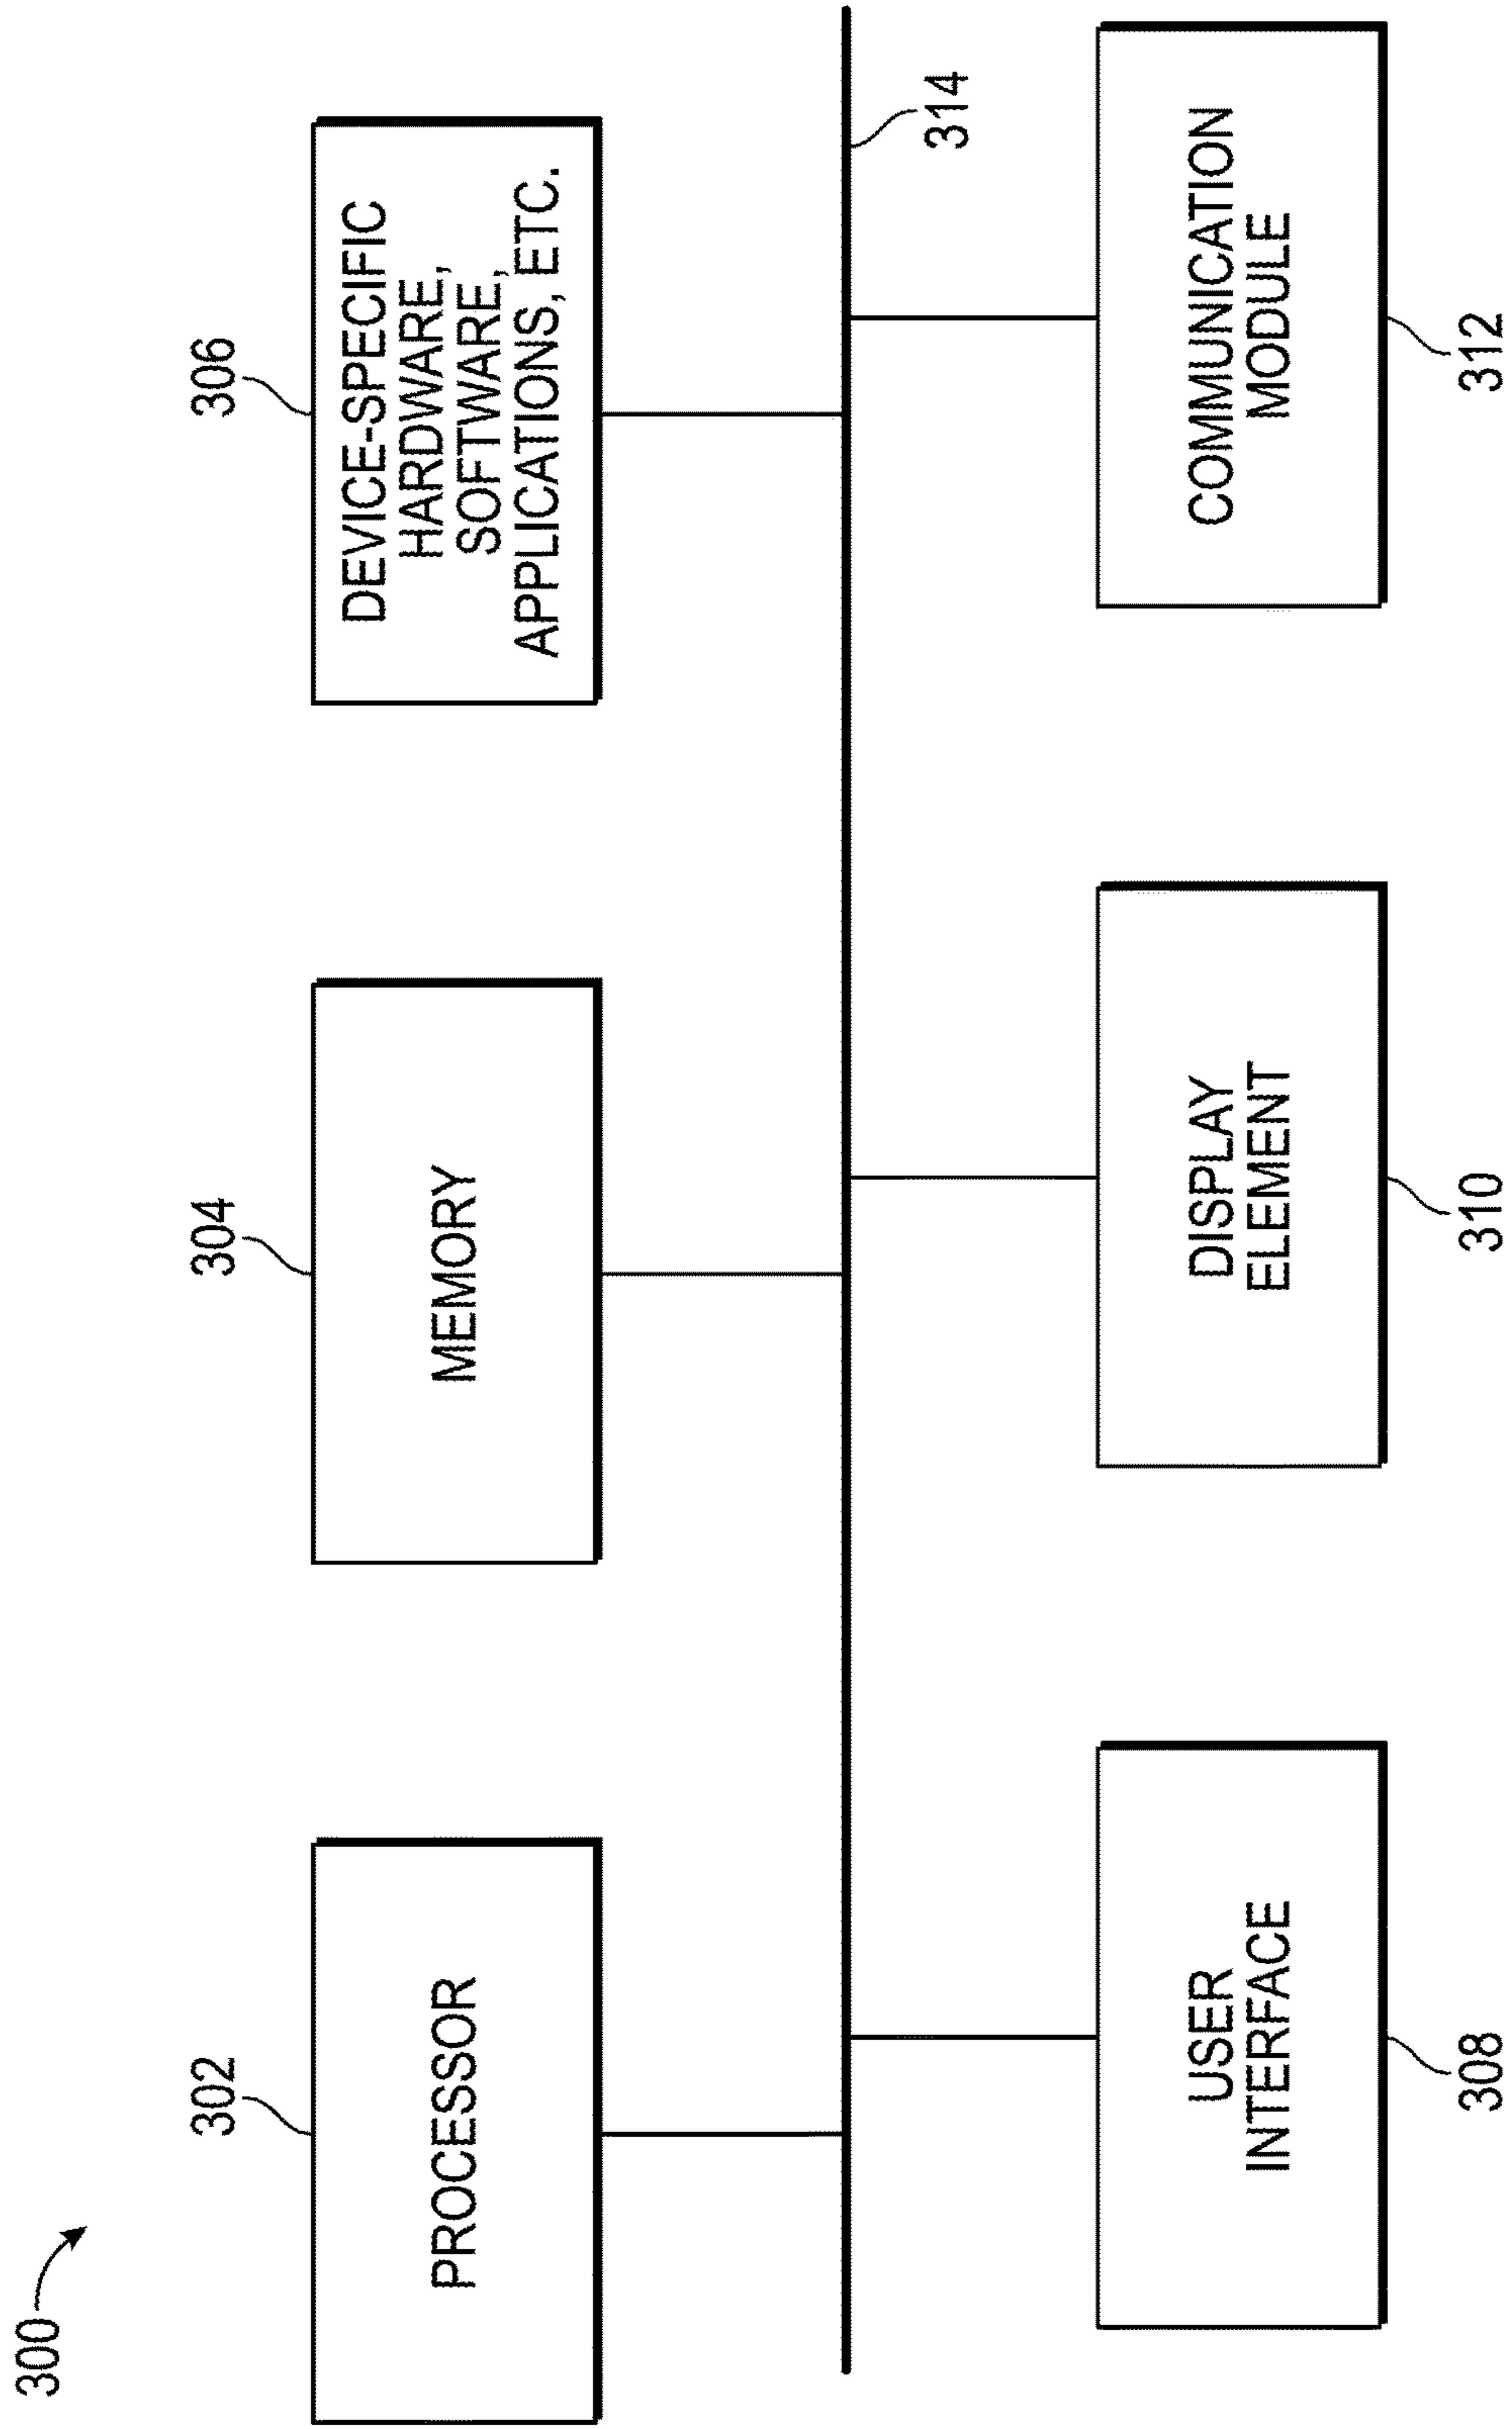 300
302
304
306
PROCESSOR
MEMORY
DEVICE-SPECIFIC
HARDWARE,
SOFTWARE,
APPLICATIONS, ETC.
314
USER
INTERFACE
DISPLAY
ELEMENT
COMMUNICATION
MODULE
308
310
312